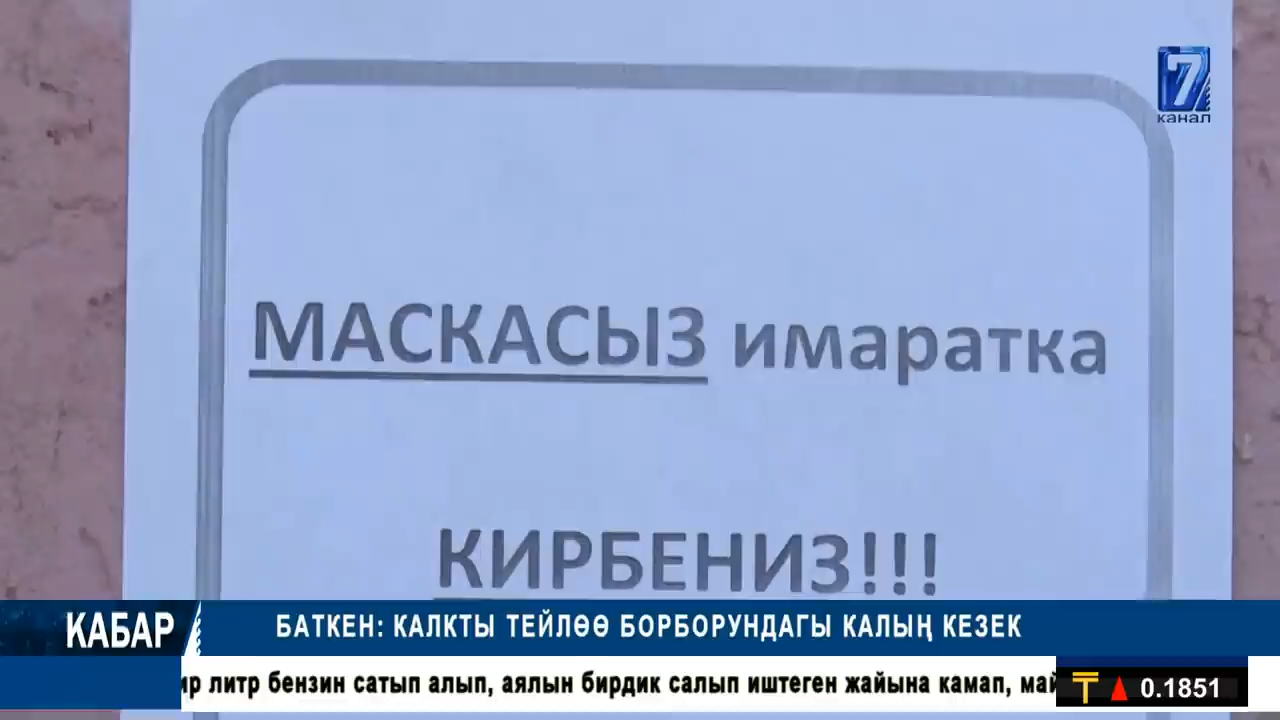 7
канал
МАСКАСЫЗ имаратка
КИРБЕНИЗ!!!
КАБАР
БАТКЕН: КАЛКТЫ ТЕЙЛӨӨ БОРБОРУНДАГЫ КАЛЫҢ КЕЗЕК
литр бензин сатып алып, аялын бирдик салып иштеген жайына камап,
₸ ▲ 0.1851